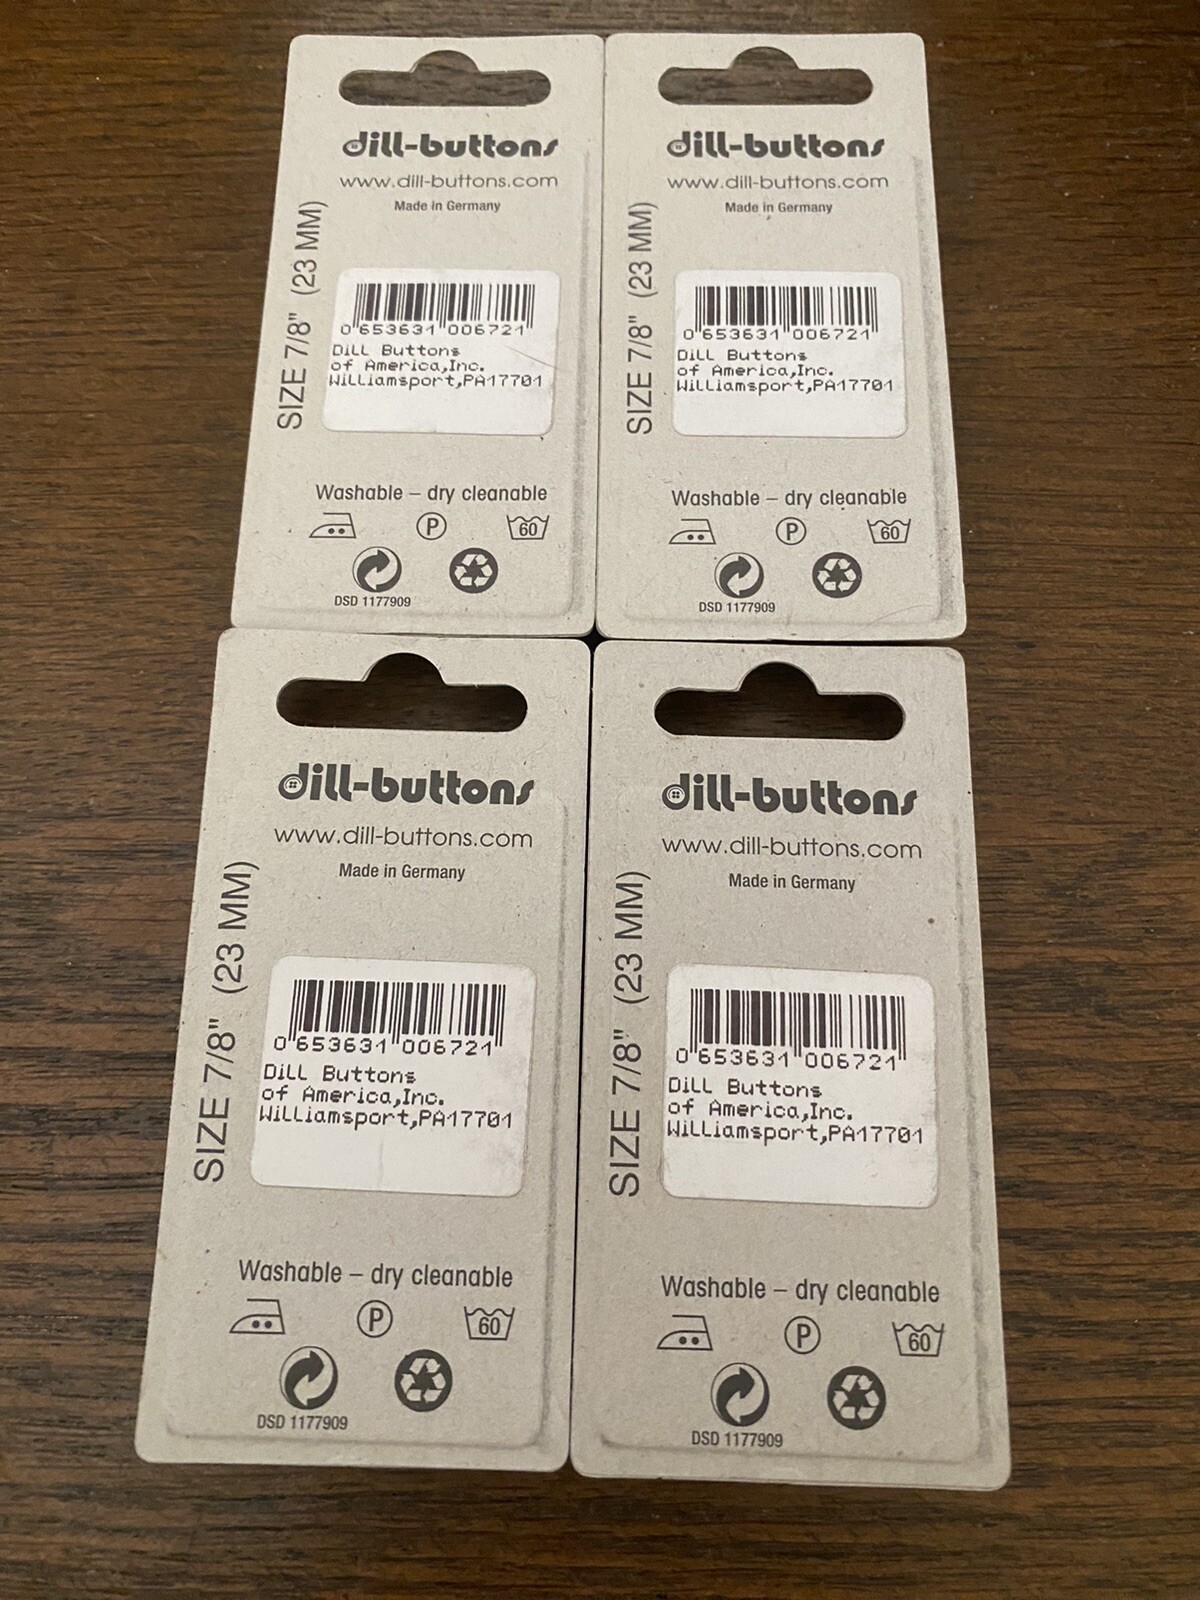 dill-buttons
www.dill-buttons.com
Made in Germany
SIZE 7/8" (23 MM)
0 653631 006721
Dill Buttons
of America,Inc.
Williamsport,PA17701
Washable – dry cleanable
P
60
DSD 1177909
dill-buttons
www.dill-buttons.com
Made in Germany
SIZE 7/8" (23 MM)
0 653631 006721
Dill Buttons
of America,Inc.
Williamsport,PA17701
Washable – dry cleanable
P
60
DSD 1177909
dill-buttons
www.dill-buttons.com
Made in Germany
SIZE 7/8" (23 MM)
0 653631 006721
Dill Buttons
of America,Inc.
Williamsport,PA17701
Washable – dry cleanable
P
60
DSD 1177909
dill-buttons
www.dill-buttons.com
Made in Germany
SIZE 7/8" (23 MM)
0 653631 006721
Dill Buttons
of America,Inc.
Williamsport,PA17701
Washable – dry cleanable
P
60
DSD 1177909